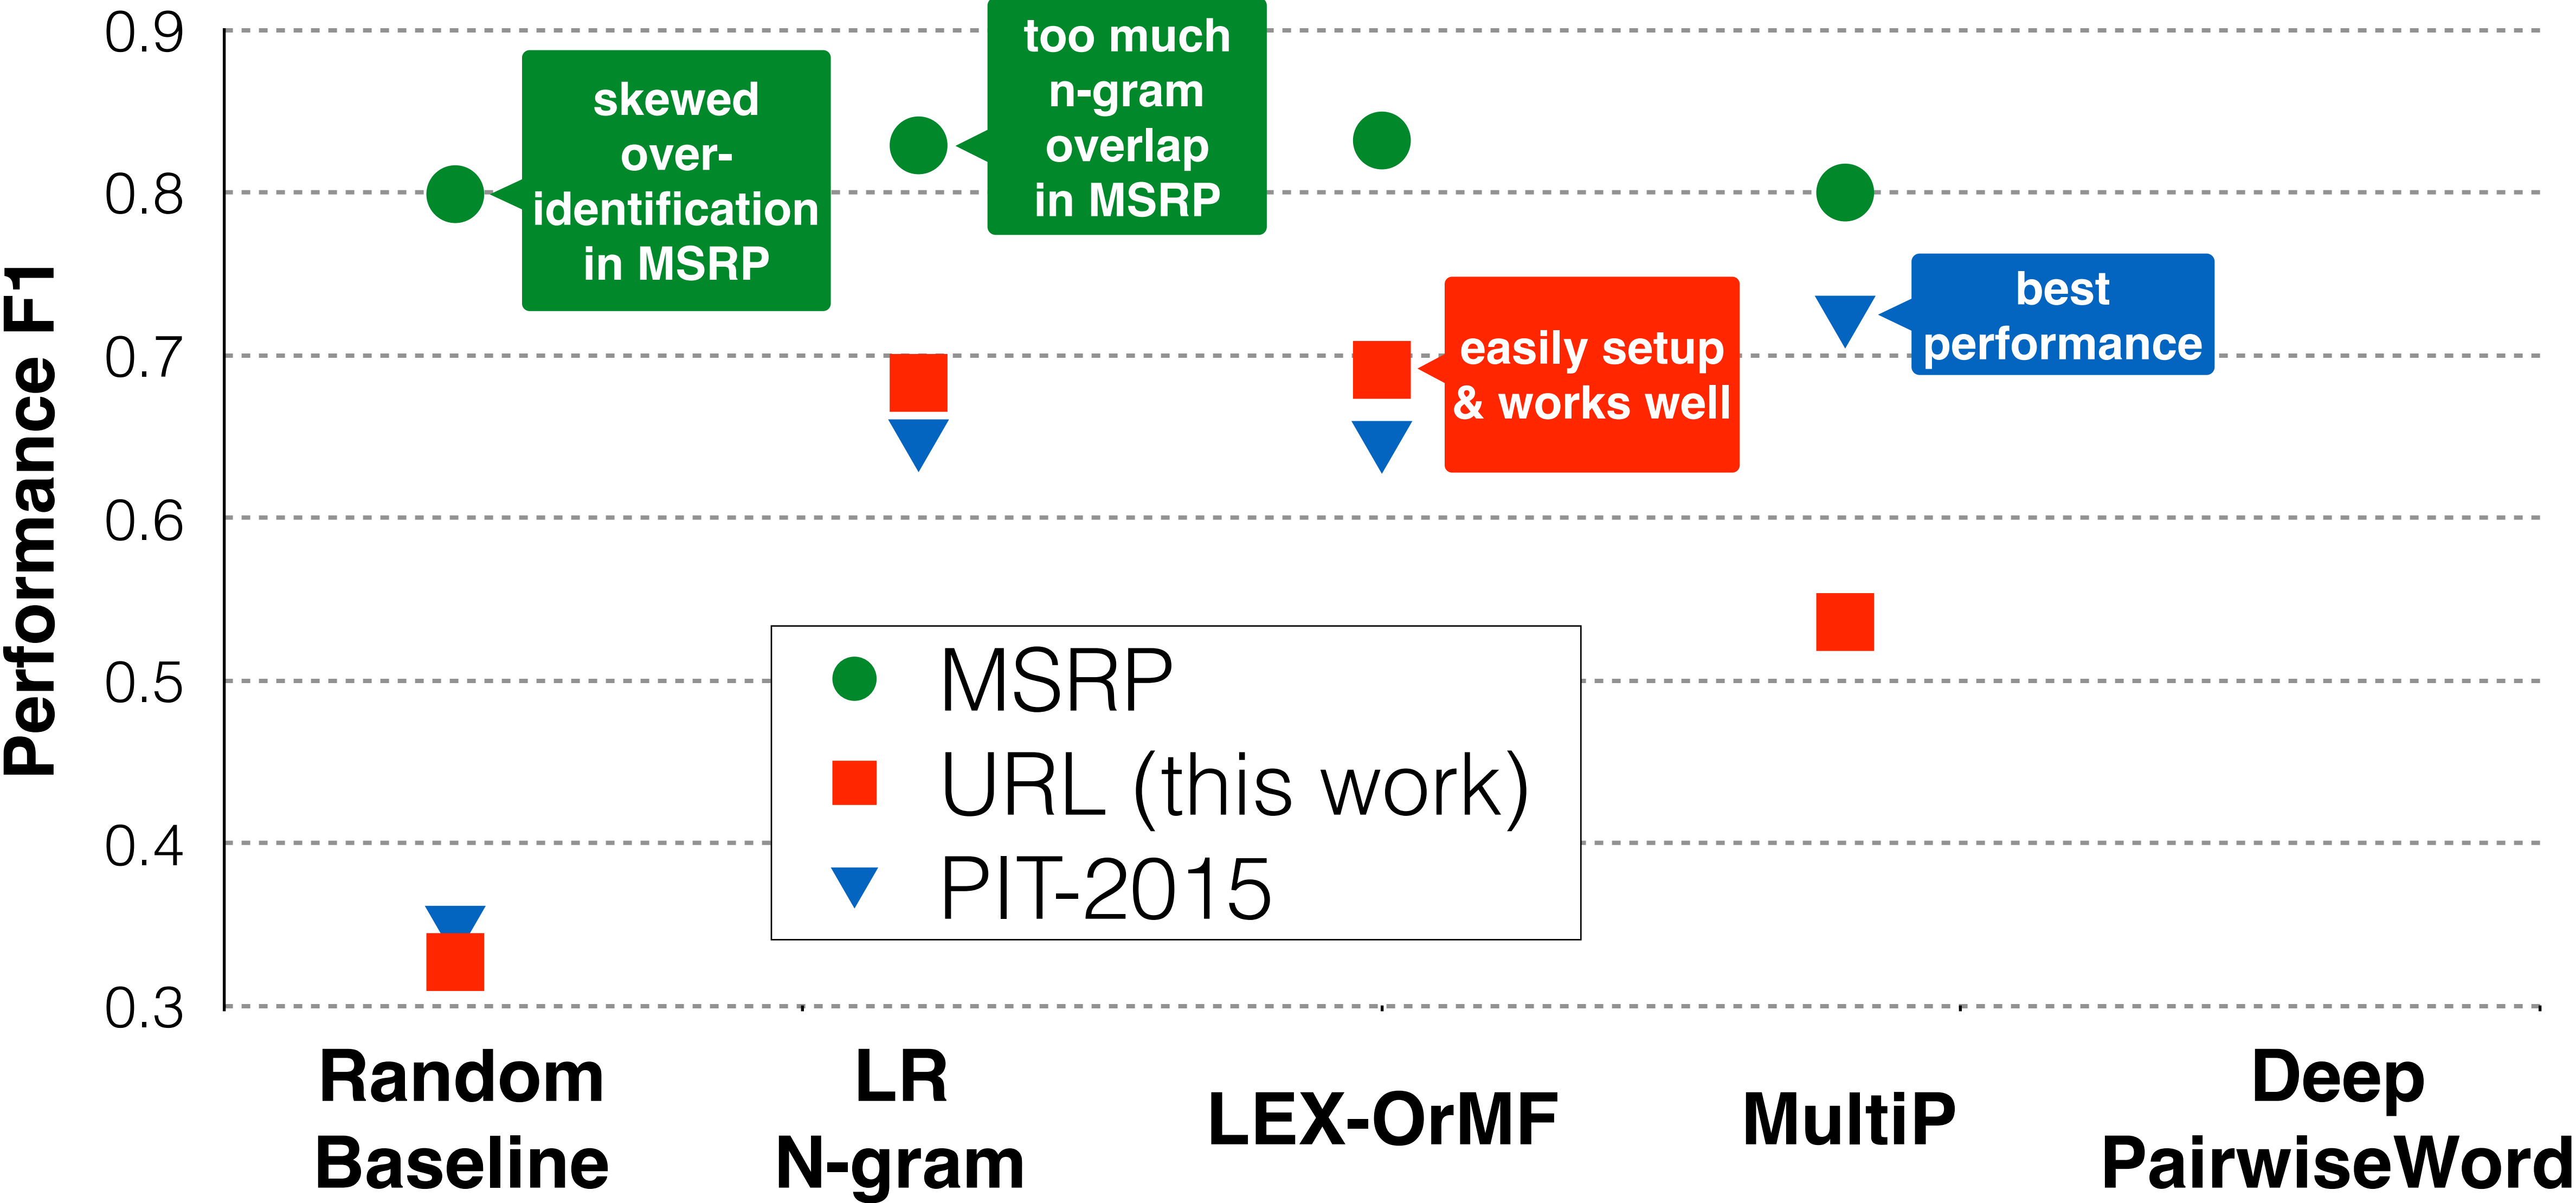 Performance F1
0.9
0.8
0.7
0.6
0.5
0.4
0.3
skewed
over-
identification
in MSRP
too much
n-gram
overlap
in MSRP
easily setup
& works well
best
performance
MSRP
URL (this work)
PIT-2015
Random
Baseline
LR
N-gram
LEX-OrMF
MultiP
Deep
PairwiseWord